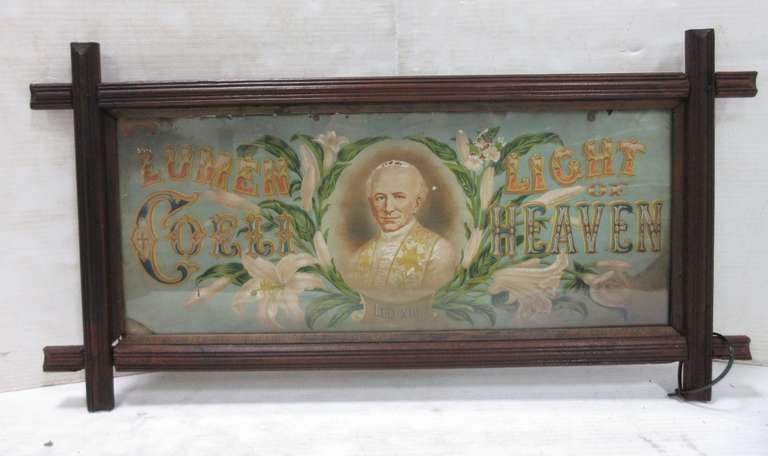 LUMEN
COELI
LIGHT
OF
HEAVEN
LEO XIII